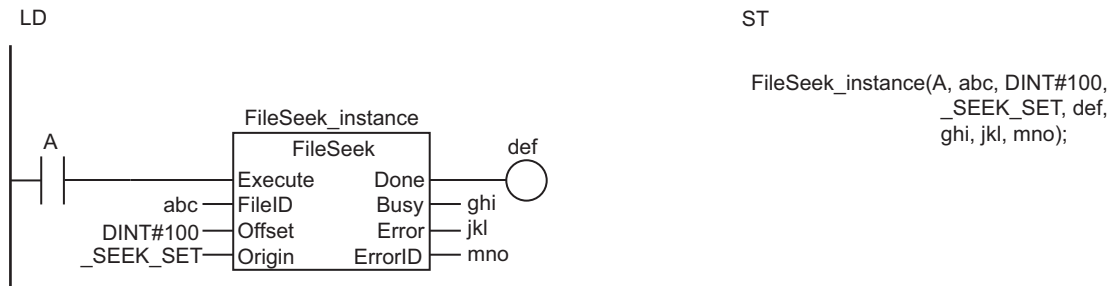 LD
ST
FileSeek_instance(A, abc, DINT#100,
_SEEK_SET, def,
ghi, jkl, mno);
FileSeek_instance
A
FileSeek
def
Execute Done
abc FileID Busy ghi
DINT#100 Offset Error jkl
_SEEK_SET Origin ErrorID mno